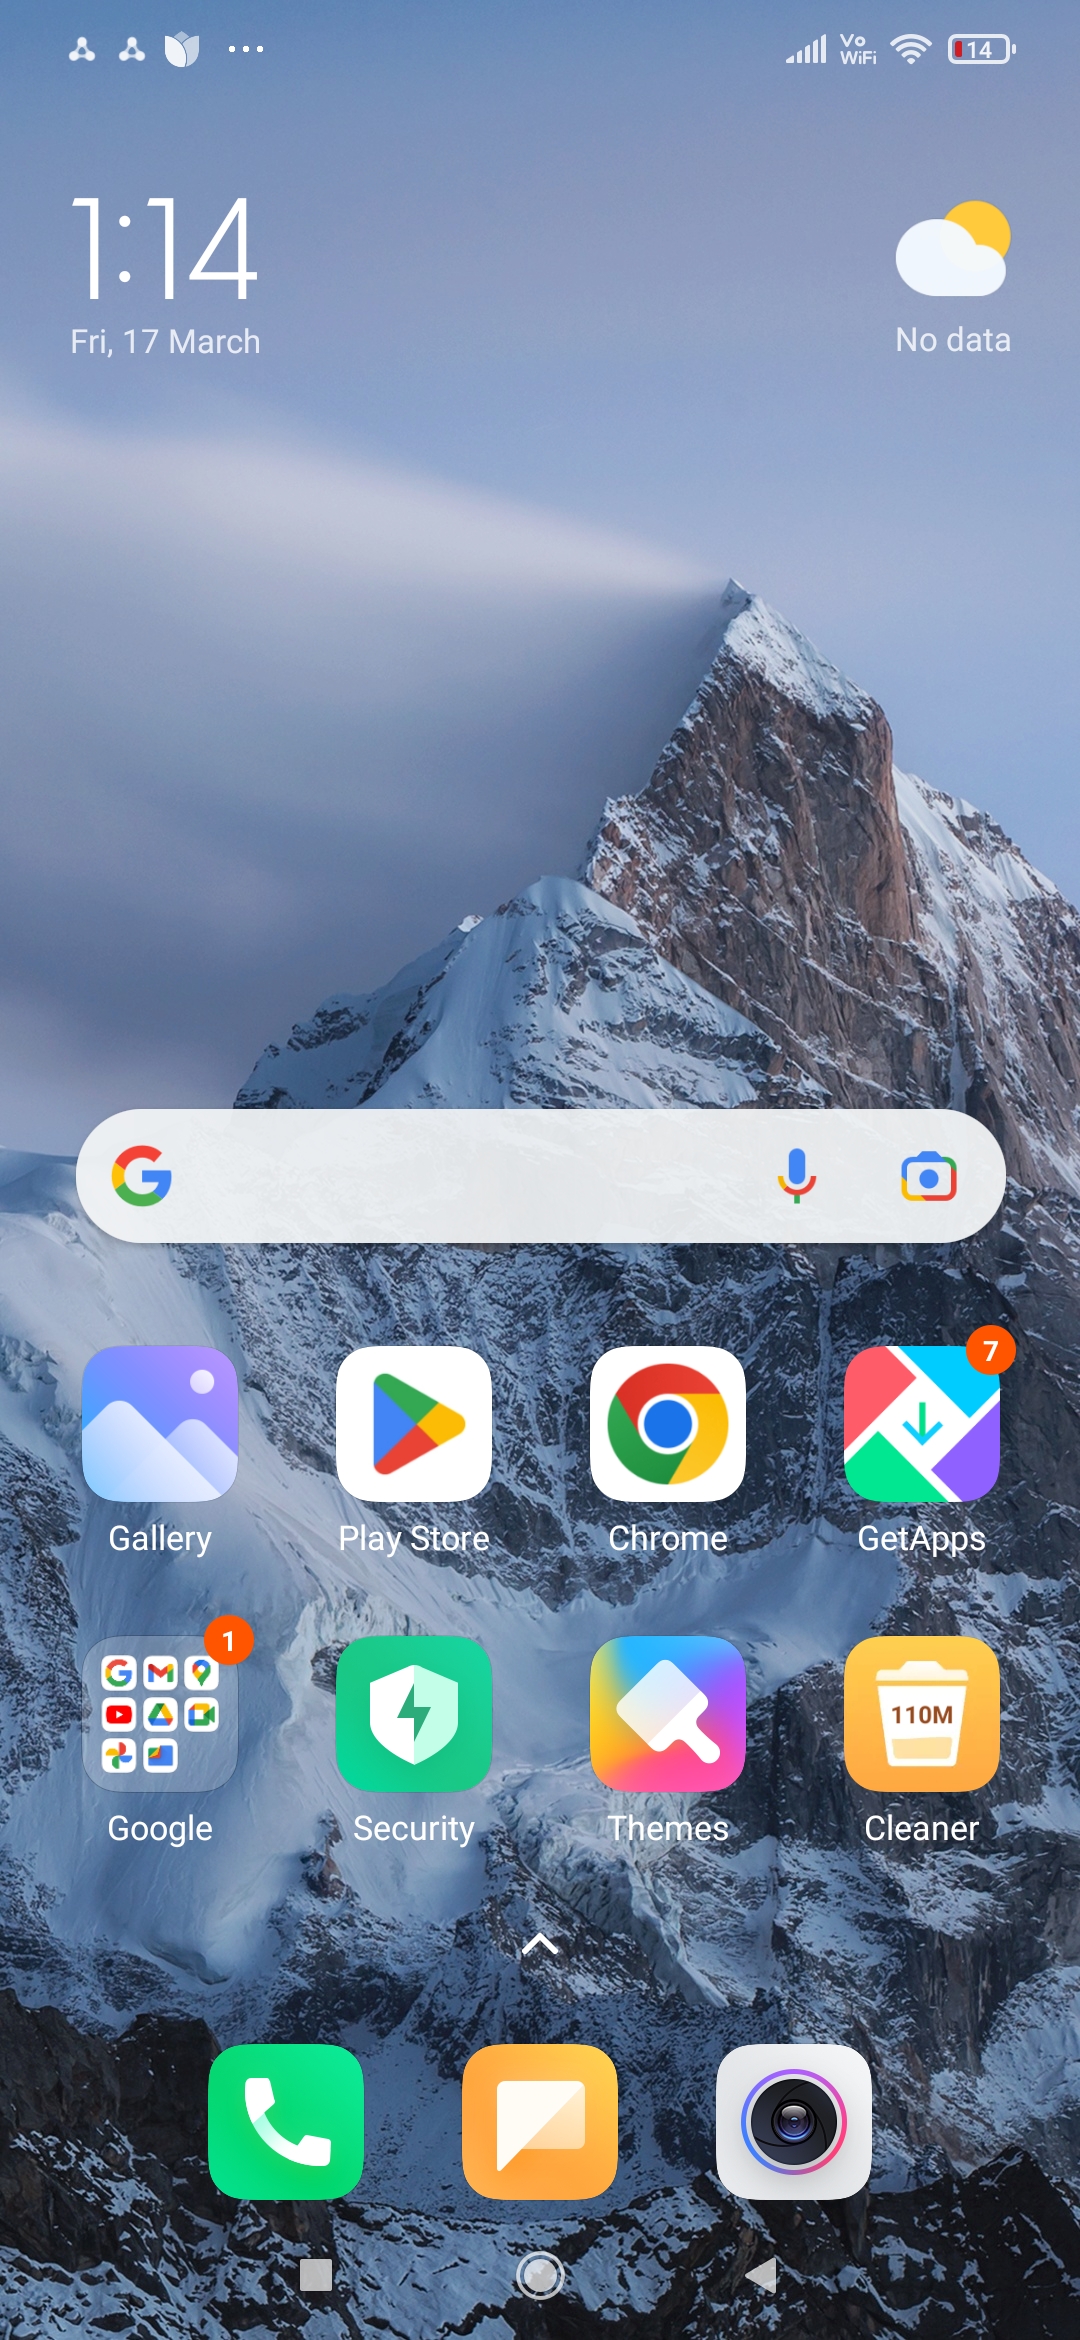 Vo
WiFi
14
1:14
Fri, 17 March
No data
7
Gallery
Play Store
Chrome
GetApps
1
110M
Google
Security
Themes
Cleaner